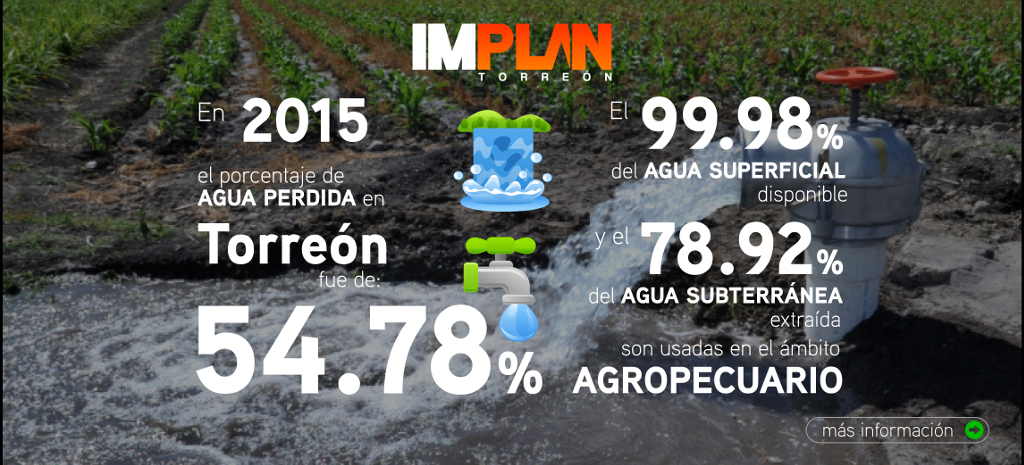 IMPLAN
TORREÓN
En 2015
el porcentaje de
AGUA PERDIDA en
Torreón
fue de:
54.78%
El 99.98%
del AGUA SUPERFICIAL
disponible
y el 78.92%
del AGUA SUBTERRÁNEA
extraída
son usadas en el ámbito
AGROPECUARIO
más información